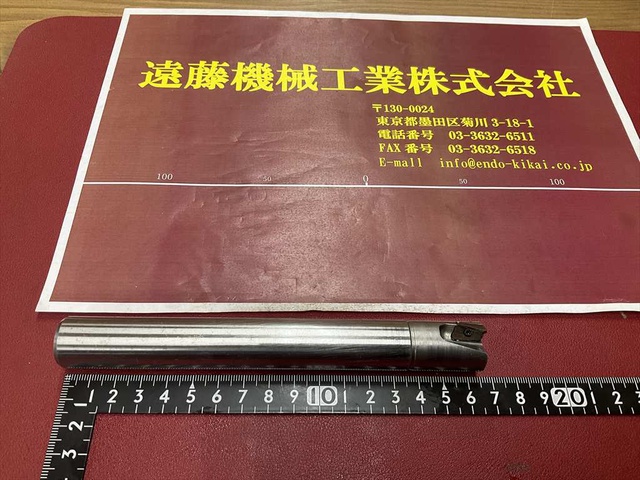 遠藤機械工業株式会社
〒130-0024
東京都墨田区菊川 3-18-1
電話番号 03-3632-6511
FAX 番号 03-3632-6518
E-mall info@endo-kikai.co.jp
100 50 0 50 100
1 2 3 4 5 6 7 8 9 10 1 2 3 4 5 6 7 8 9 20 1 2
2
3